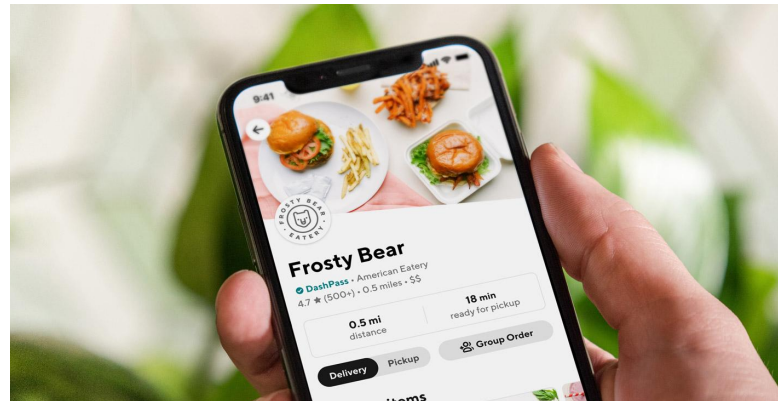 9:41
FROSTY BEAR
EATERY
Frosty Bear
DashPass • American Eatery
4.7 ★ (500+) • 0.5 miles • $$
0.5 mi
distance
18 min
ready for pickup
Delivery
Pickup
Group Order